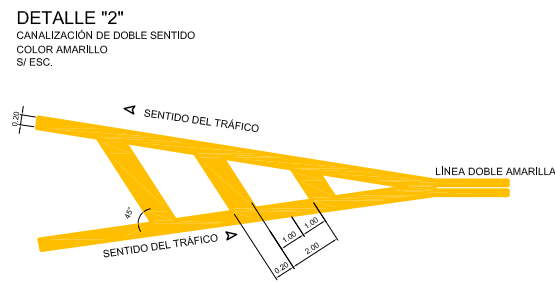 DETALLE "2"
CANALIZACIÓN DE DOBLE SENTIDO
COLOR AMARILLO
S/ ESC.
0.20
SENTIDO DEL TRÁFICO
LÍNEA DOBLE AMARILLA
45°
SENTIDO DEL TRÁFICO
1.00
1.00
2.00
0.20